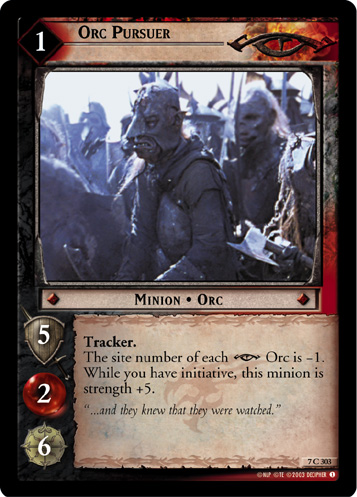 1
ORC PURSUER
MINION • ORC
5
2
6
Tracker.
The site number of each Orc is –1.
While you have initiative, this minion is
strength +5.
“...and they knew that they were watched.”
7 C 303
©NLP ©TE ©2003 DECIPHER